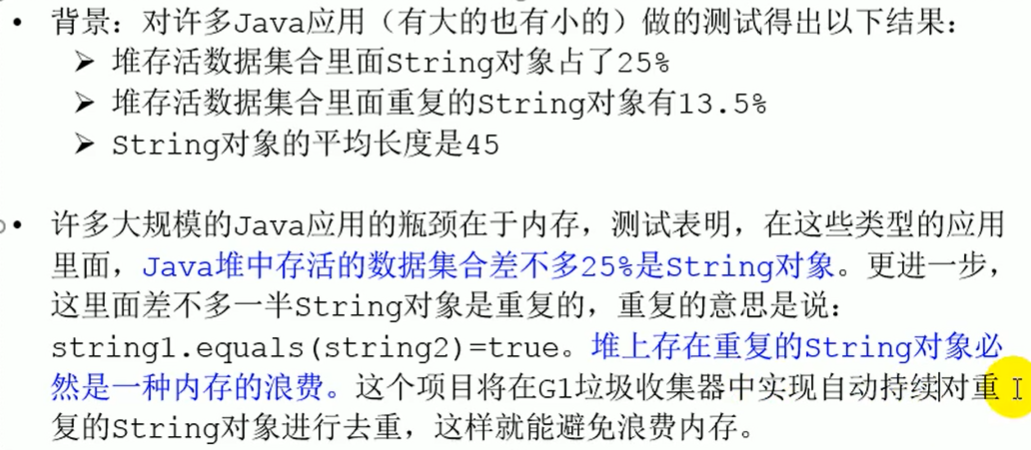 • 背景：对许多Java应用（有大的也有小的）做的测试得出以下结果：
➢ 堆存活数据集合里面String对象占了25%
➢ 堆存活数据集合里面重复的String对象有13.5%
➢ String对象的平均长度是45
• 许多大规模的Java应用的瓶颈在于内存，测试表明，在这些类型的应用
里面，Java堆中存活的数据集合差不多25%是String对象。更进一步，
这里面差不多一半String对象是重复的，重复的意思是说：
string1.equals(string2)=true。堆上存在重复的String对象必
然是一种内存的浪费。这个项目将在G1垃圾收集器中实现自动持续对重
复的String对象进行去重，这样就能避免浪费内存。